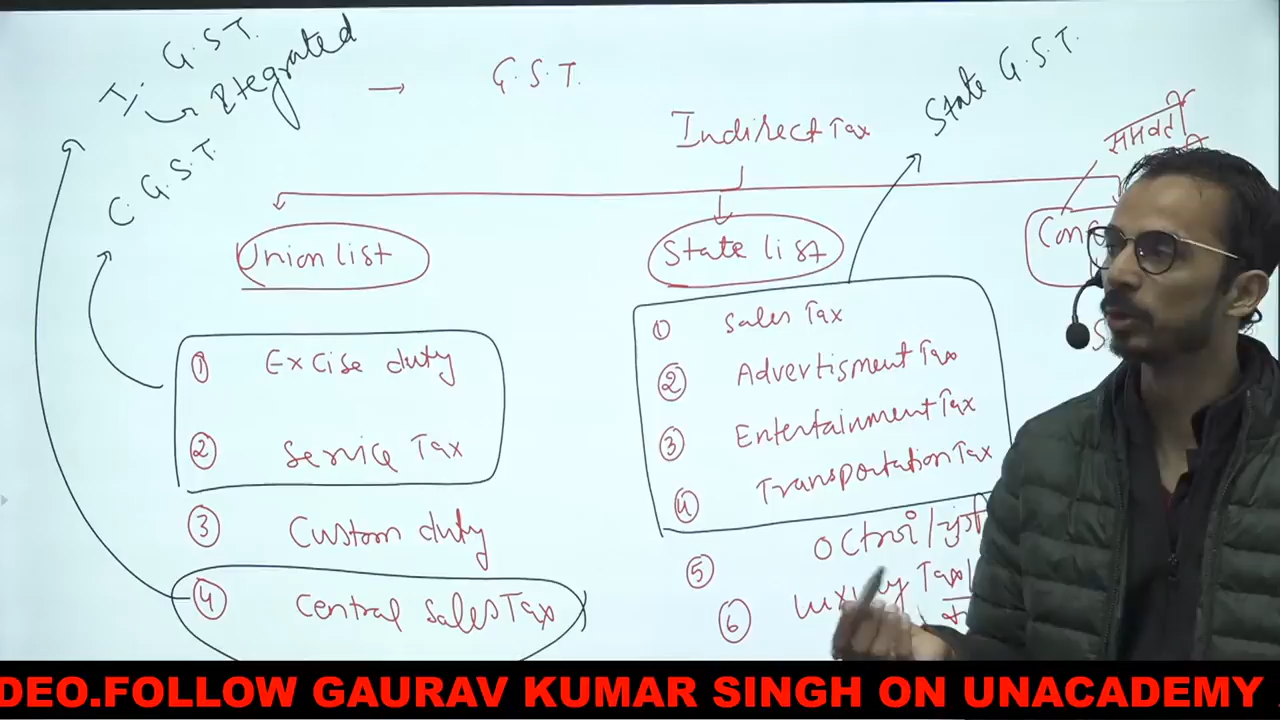 I. G.S.T.
Integrated
→ G.S.T.
State G.S.T.
Indirect Tax
समवर्ती
C. G.S.T.
Union list
State list
① Excise duty
② Service Tax
③ Custom duty
④ Central Sales Tax
① Sales Tax
② Advertisment Tax
③ Entertainment Tax
④ Transportation Tax
⑤ Octroi /
⑥ Luxury Tax
DEO.FOLLOW GAURAV KUMAR SINGH ON UNACADEMY